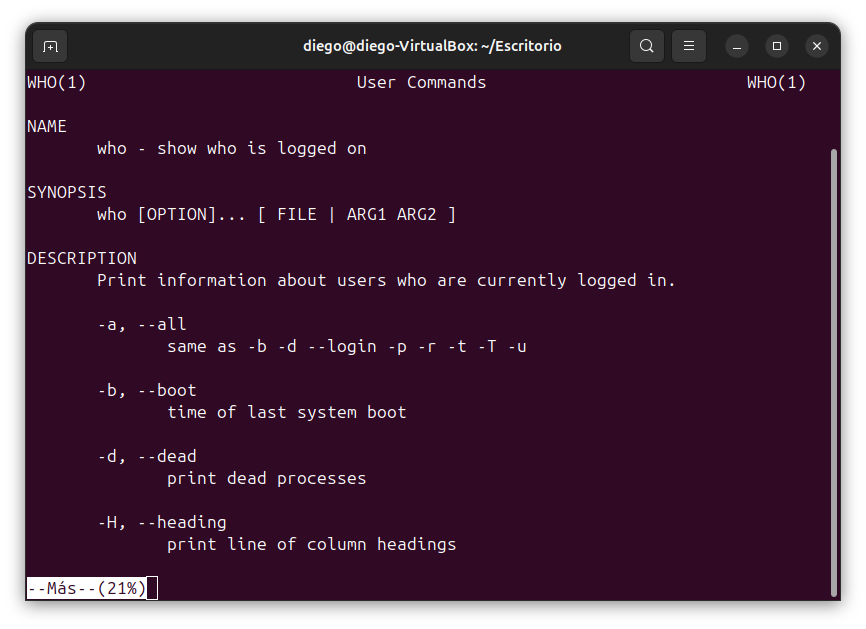 diego@diego-VirtualBox: ~/Escritorio
WHO(1) User Commands WHO(1)
NAME
who - show who is logged on
SYNOPSIS
who [OPTION]... [ FILE | ARG1 ARG2 ]
DESCRIPTION
Print information about users who are currently logged in.
-a, --all
same as -b -d --login -p -r -t -T -u
-b, --boot
time of last system boot
-d, --dead
print dead processes
-H, --heading
print line of column headings
--Más--(21%)